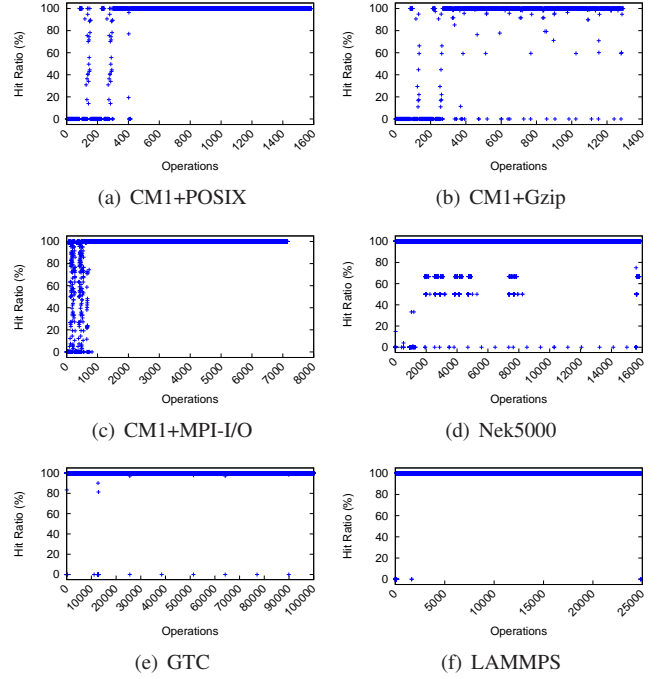 Hit Ratio (%)
100
80
60
40
20
0
0 200 400 600 800 1000 1200 1400 1600
Operations
(a) CM1+POSIX
Hit Ratio (%)
100
80
60
40
20
0
0 200 400 600 800 1000 1200 1400
Operations
(b) CM1+Gzip
Hit Ratio (%)
100
80
60
40
20
0
0 1000 2000 3000 4000 5000 6000 7000 8000
Operations
(c) CM1+MPI-I/O
Hit Ratio (%)
100
80
60
40
20
0
0 2000 4000 6000 8000 10000 12000 14000 16000
Operations
(d) Nek5000
Hit Ratio (%)
100
80
60
40
20
0
0 10000 20000 30000 40000 50000 60000 70000 80000 90000 100000
Operations
(e) GTC
Hit Ratio (%)
100
80
60
40
20
0
0 5000 10000 15000 20000 25000
Operations
(f) LAMMPS